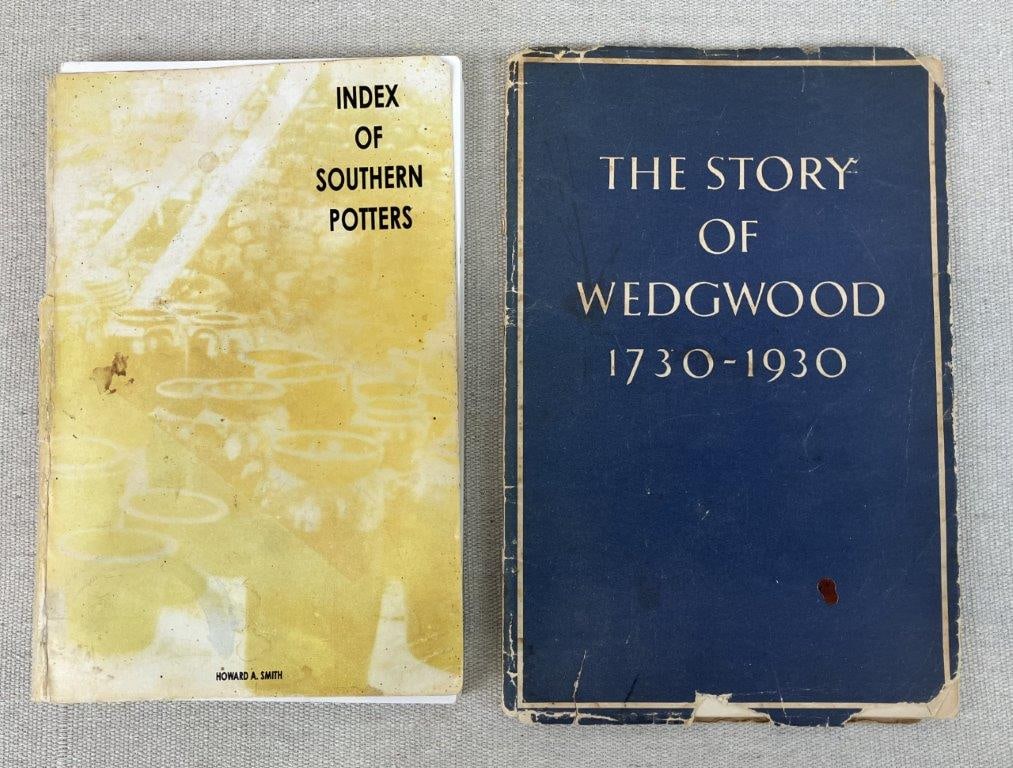 INDEX
OF
SOUTHERN
POTTERS
HOWARD A. SMITH
THE STORY
OF
WEDGWOOD
1730-1930